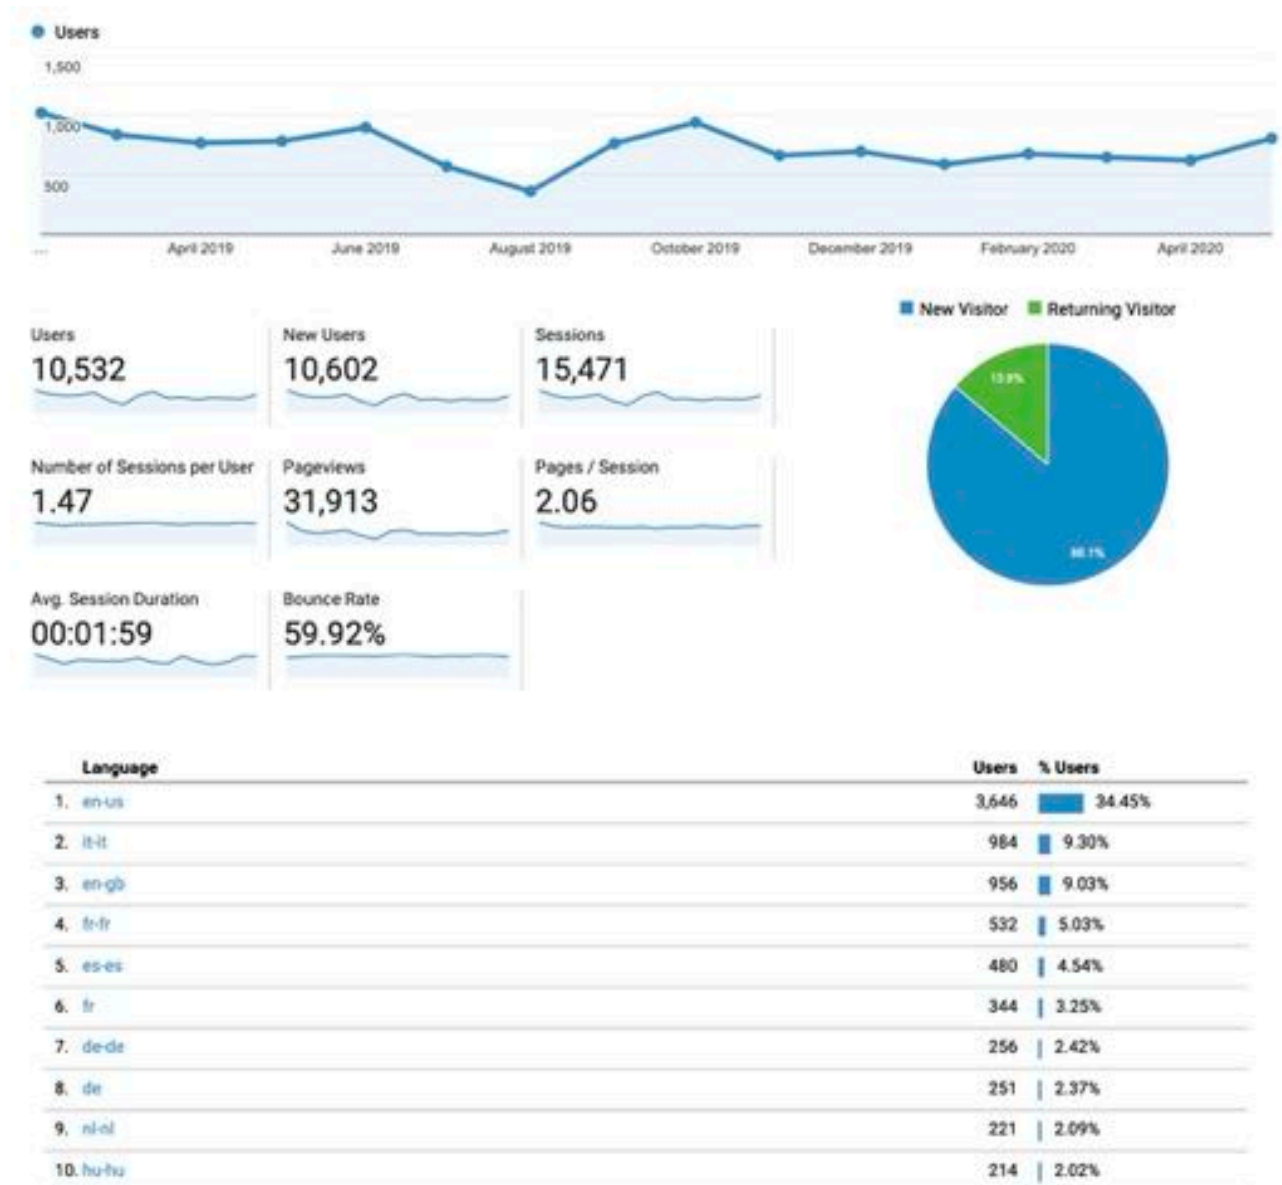 Users
1,500
1,000
500
...
April 2019 June 2019 August 2019 October 2019 December 2019 February 2020 April 2020
New Visitor Returning Visitor
Users New Users Sessions
10,532 10,602 15,471
13.9%
Number of Sessions per User Pageviews Pages / Session
1.47 31,913 2.06
86.1%
Avg. Session Duration Bounce Rate
00:01:59 59.92%
Language Users % Users
1. en-us 3,646 34.45%
2. it-it 984 9.30%
3. en-gb 956 9.03%
4. fr-fr 532 5.03%
5. es-es 480 4.54%
6. fr 344 3.25%
7. de-de 256 2.42%
8. de 251 2.37%
9. nl-nl 221 2.09%
10. hu-hu 214 2.02%